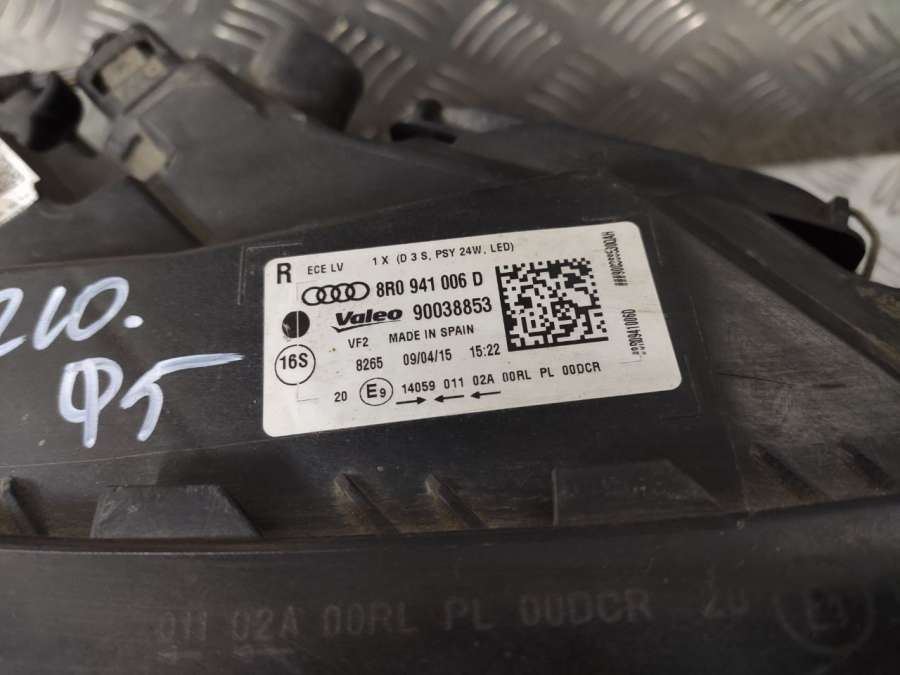 R ECE LV 1 X (D 3 S, PSY 24W, LED)
8R0 941 006 D
Valeo 90038853
VF2 MADE IN SPAIN
16S 8265 09/04/15 15:22
20 E9 14059 011 02A 00RL PL 00DCR
210.
Q5
011 02A 00RL PL 00DCR 20